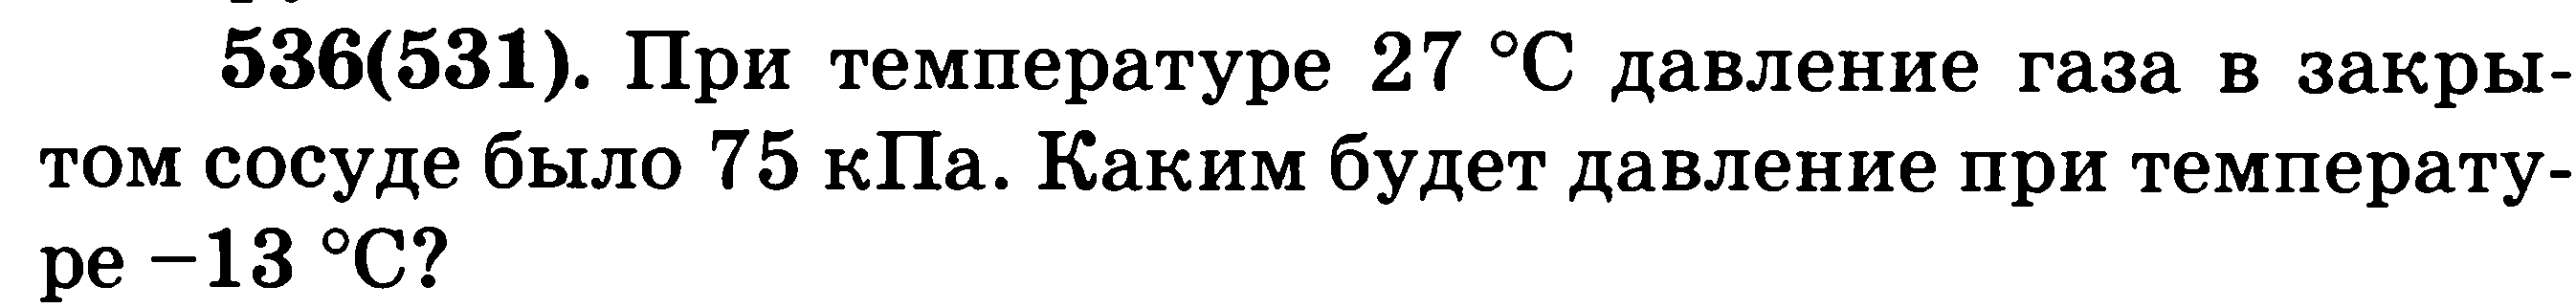 536(531). При температуре 27 °C давление газа в закры-
том сосуде было 75 кПа. Каким будет давление при температу-
ре −13 °C?